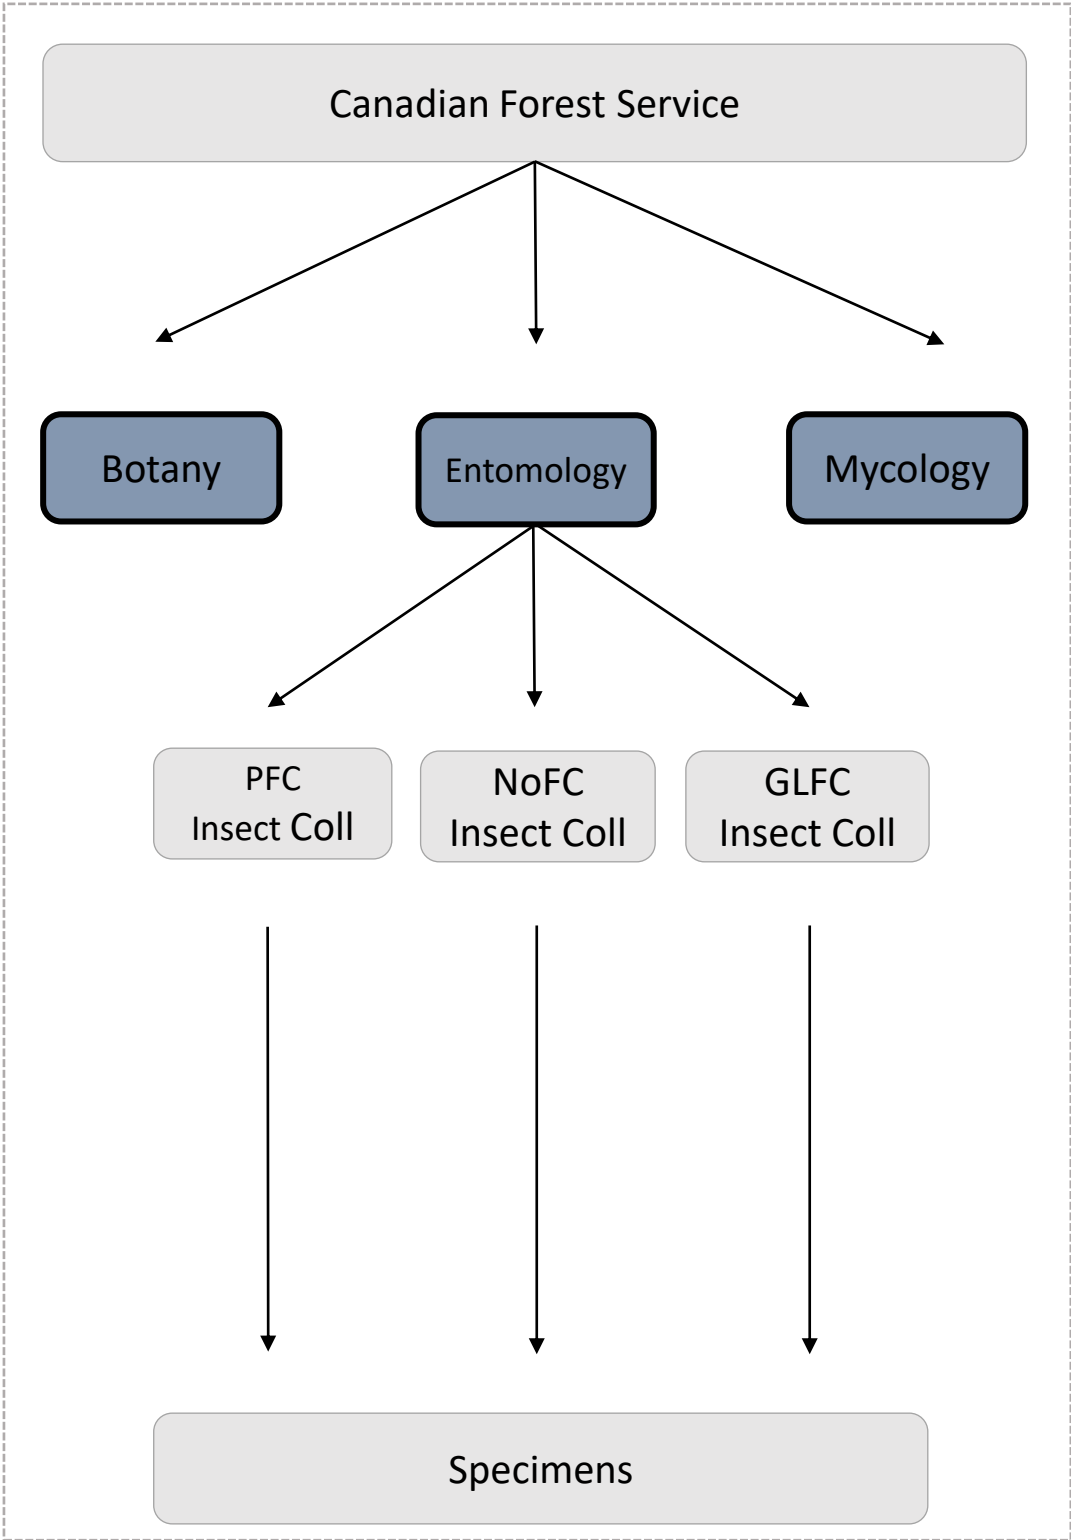 Canadian Forest Service
Botany
Entomology
Mycology
PFC
Insect Coll
NoFC
Insect Coll
GLFC
Insect Coll
Specimens